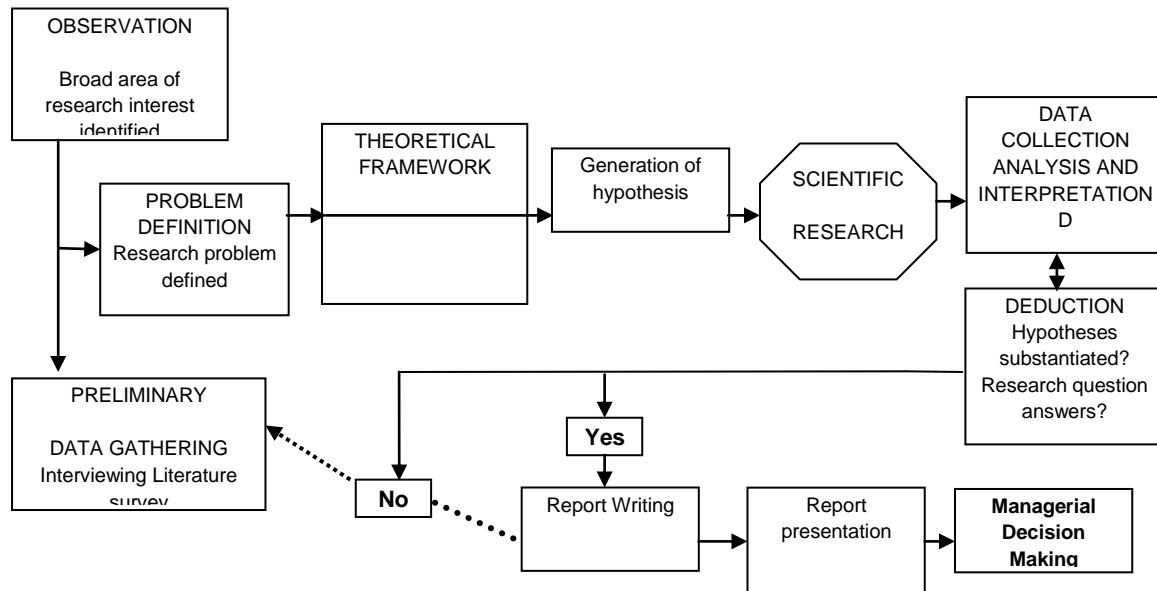 OBSERVATION
Broad area of
research interest
identified
PROBLEM
DEFINITION
Research problem
defined
THEORETICAL
FRAMEWORK
Generation of
hypothesis
SCIENTIFIC
RESEARCH
DATA
COLLECTION
ANALYSIS AND
INTERPRETATION
D
DEDUCTION
Hypotheses
substantiated?
Research question
answers?
PRELIMINARY
DATA GATHERING
Interviewing Literature
survey
No
Yes
Report Writing
Report
presentation
Managerial
Decision
Making